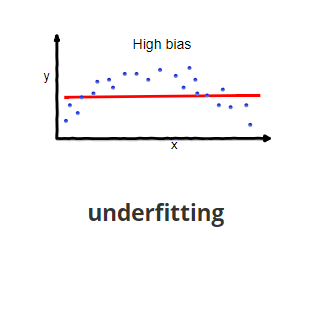 High bias
y
x
underfitting